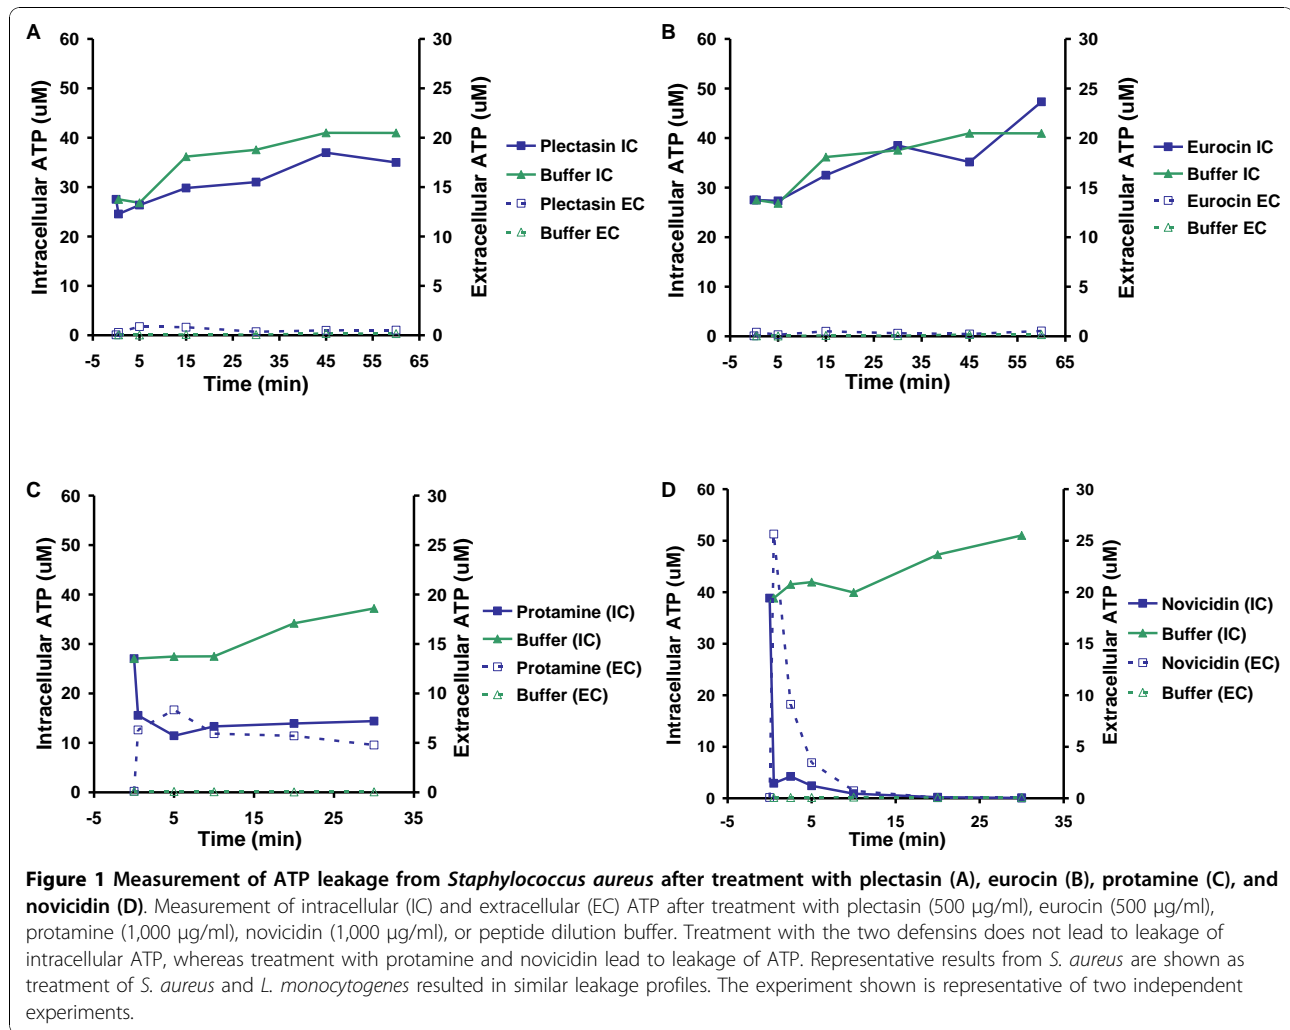 A
60
50
40
30
20
10
0
Intracellular ATP (uM)
30
25
20
15
10
5
0
Extracellular ATP (uM)
-5 5 15 25 35 45 55 65
Time (min)
Plectasin IC
Buffer IC
Plectasin EC
Buffer EC
B
60
50
40
30
20
10
0
Intracellular ATP (uM)
30
25
20
15
10
5
0
Extracellular ATP (uM)
-5 5 15 25 35 45 55 65
Time (min)
Eurocin IC
Buffer IC
Eurocin EC
Buffer EC
C
60
50
40
30
20
10
0
Intracellular ATP (uM)
30
25
20
15
10
5
0
Extracellular ATP (uM)
-5 5 15 25 35
Time (min)
Protamine (IC)
Buffer (IC)
Protamine (EC)
Buffer (EC)
D
60
50
40
30
20
10
0
Intracellular ATP (uM)
30
25
20
15
10
5
0
Extracellular ATP (uM)
-5 5 15 25 35
Time (min)
Novicidin (IC)
Buffer (IC)
Novicidin (EC)
Buffer (EC)
Figure 1 Measurement of ATP leakage from Staphylococcus aureus after treatment with plectasin (A), eurocin (B), protamine (C), and
novicidin (D). Measurement of intracellular (IC) and extracellular (EC) ATP after treatment with plectasin (500 μg/ml), eurocin (500 μg/ml),
protamine (1,000 μg/ml), novicidin (1,000 μg/ml), or peptide dilution buffer. Treatment with the two defensins does not lead to leakage of
intracellular ATP, whereas treatment with protamine and novicidin lead to leakage of ATP. Representative results from S. aureus are shown as
treatment of S. aureus and L. monocytogenes resulted in similar leakage profiles. The experiment shown is representative of two independent
experiments.